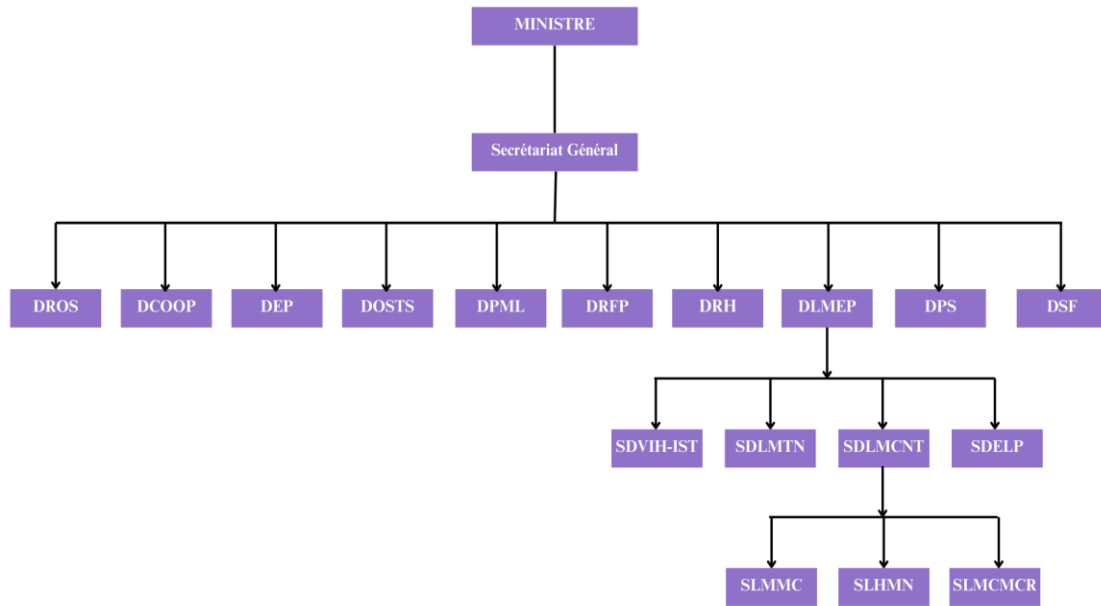 MINISTRE
Secrétariat Général
DROS
DCOOP
DEP
DOSTS
DPML
DRFP
DRH
DLMEP
DPS
DSF
SDVIH-IST
SDLMTN
SDLMCNT
SDELP
SLMMC
SLHMN
SLMCMCR